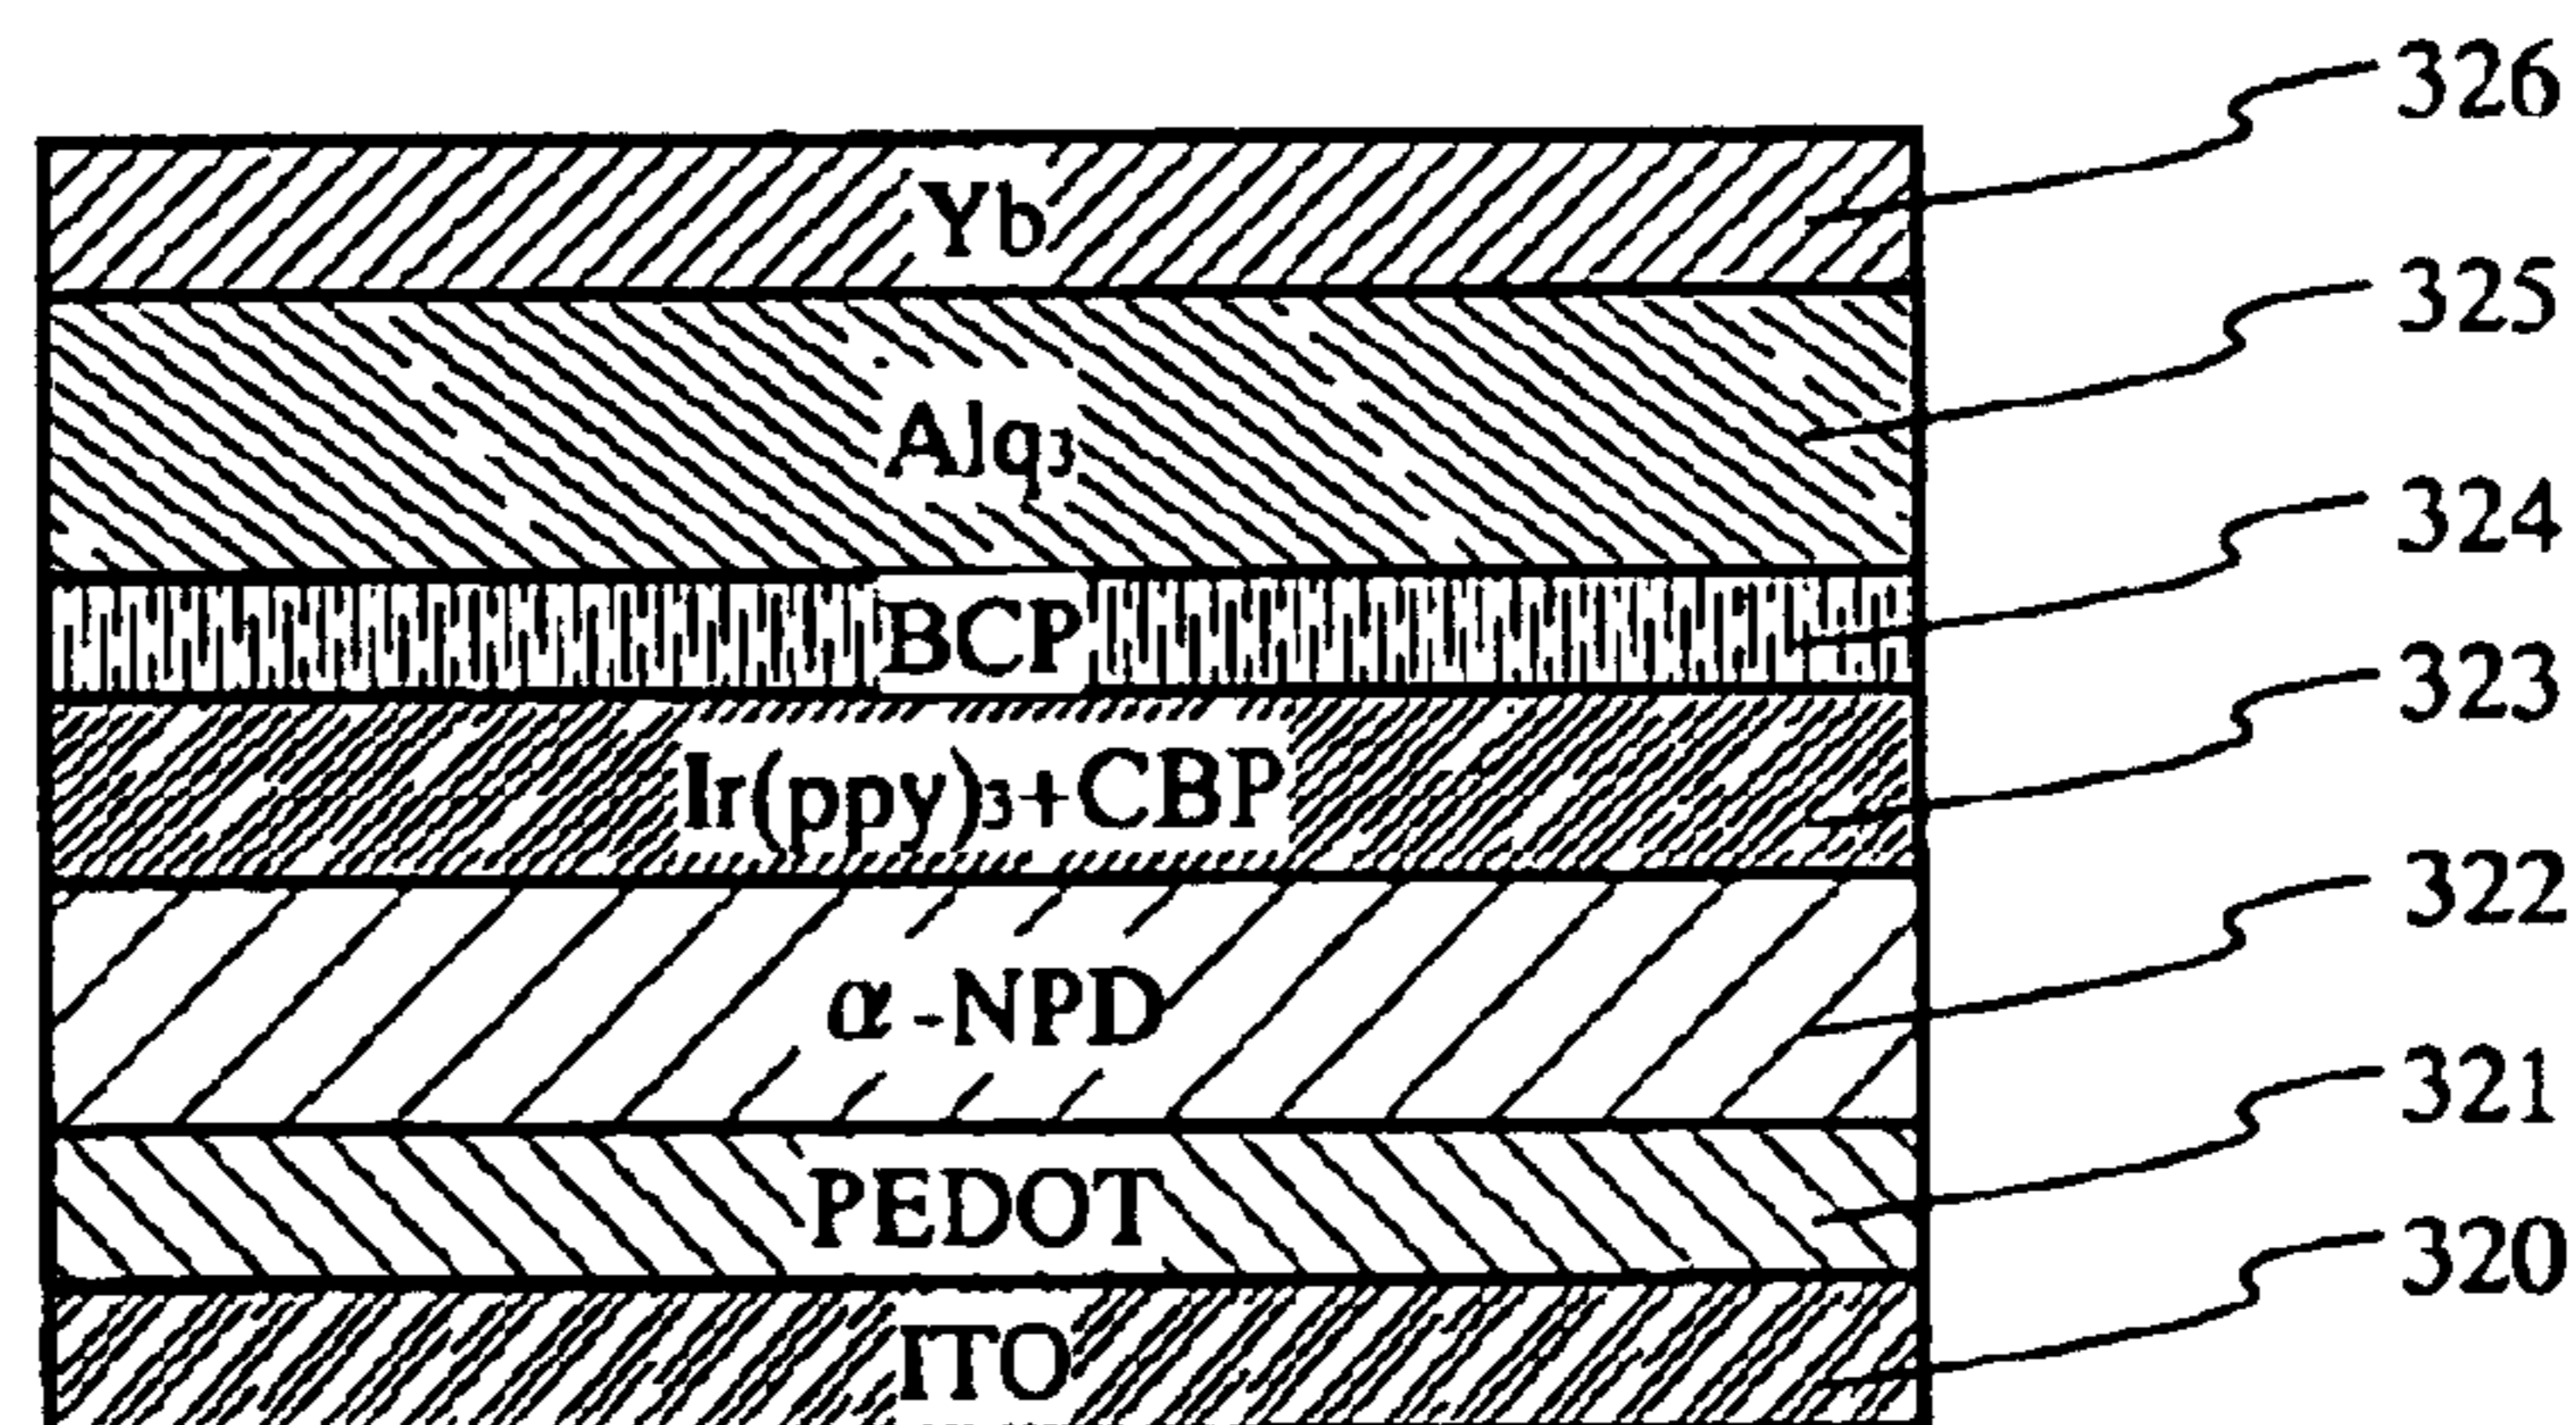 326
Yb
325
Alq3
324
BCP
323
Ir(ppy)3+CBP
322
α-NPD
321
PEDOT
320
ITO